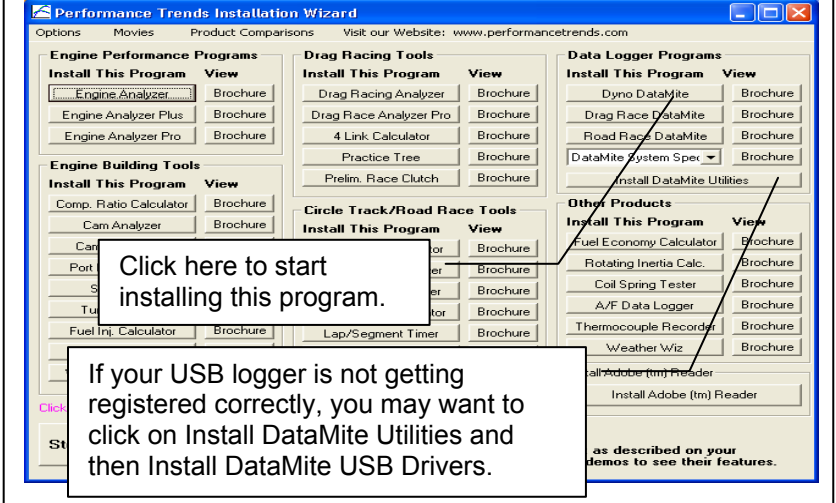 Performance Trends Installation Wizard
Options Movies Product Comparisons Visit our Website: www.performancetrends.com
Engine Performance Programs
Install This Program View
Engine Analyzer Brochure
Engine Analyzer Plus Brochure
Engine Analyzer Pro Brochure
Engine Building Tools
Install This Program View
Comp. Ratio Calculator Brochure
Cam Analyzer Brochure
Fuel Inj. Calculator Brochure
Drag Racing Tools
Install This Program View
Drag Racing Analyzer Brochure
Drag Race Analyzer Pro Brochure
4 Link Calculator Brochure
Practice Tree Brochure
Prelim. Race Clutch Brochure
Circle Track/Road Race Tools
Install This Program View
Brochure
Brochure
Brochure
Brochure
Lap/Segment Timer Brochure
Data Logger Programs
Install This Program View
Dyno DataMite Brochure
Drag Race DataMite Brochure
Road Race DataMite Brochure
DataMite System Spec Brochure
Install DataMite Utilities
Other Products
Install This Program View
Fuel Economy Calculator Brochure
Rotating Inertia Calc. Brochure
Coil Spring Tester Brochure
A/F Data Logger Brochure
Thermocouple Recorder Brochure
Weather Wiz Brochure
Adobe (tm) Reader
Install Adobe (tm) Reader
Click here to start
installing this program.
If your USB logger is not getting
registered correctly, you may want to
click on Install DataMite Utilities and
then Install DataMite USB Drivers.
as described on your
demos to see their features.